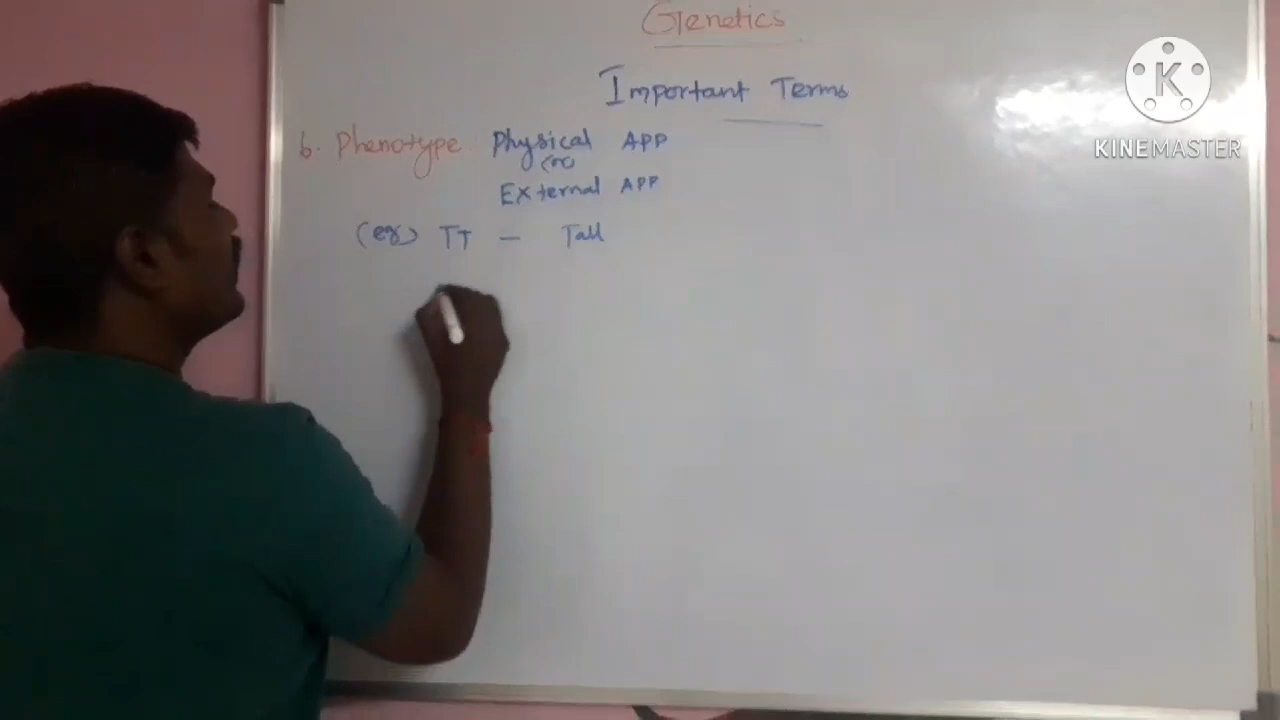 Genetics
Important Terms
6. Phenotype: Physical APP
(or)
External APP
(eg) TT — Tall
K
KINEMASTER